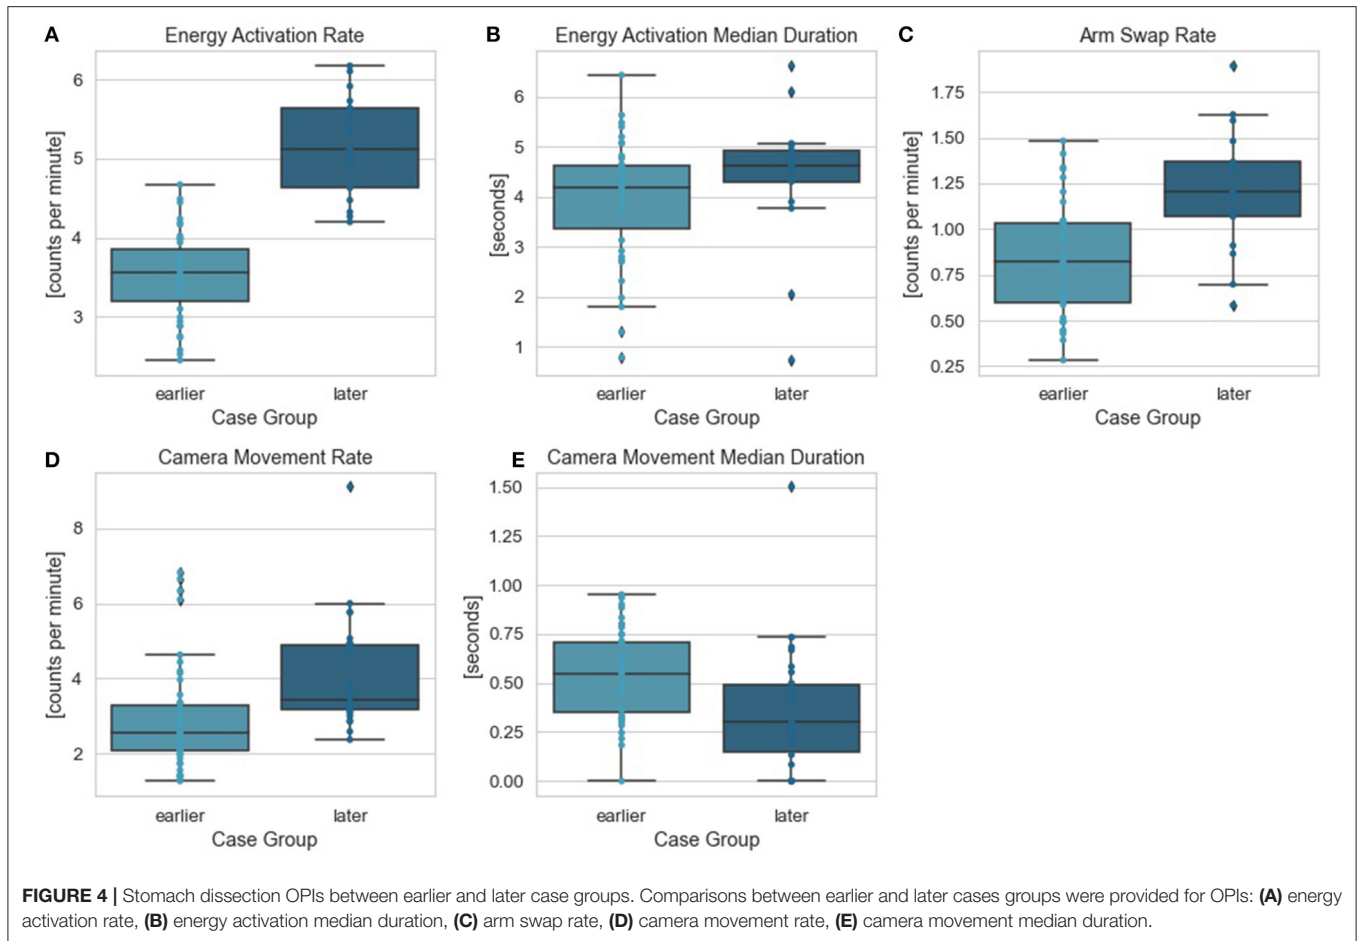 A Energy Activation Rate
[counts per minute]
6
5
4
3
earlier later
Case Group
B Energy Activation Median Duration
[seconds]
6
5
4
3
2
1
earlier later
Case Group
C Arm Swap Rate
[counts per minute]
1.75
1.50
1.25
1.00
0.75
0.50
0.25
earlier later
Case Group
D Camera Movement Rate
[counts per minute]
8
6
4
2
earlier later
Case Group
E Camera Movement Median Duration
[seconds]
1.50
1.25
1.00
0.75
0.50
0.25
0.00
earlier later
Case Group
FIGURE 4 | Stomach dissection OPIs between earlier and later case groups. Comparisons between earlier and later cases groups were provided for OPIs: (A) energy
activation rate, (B) energy activation median duration, (C) arm swap rate, (D) camera movement rate, (E) camera movement median duration.